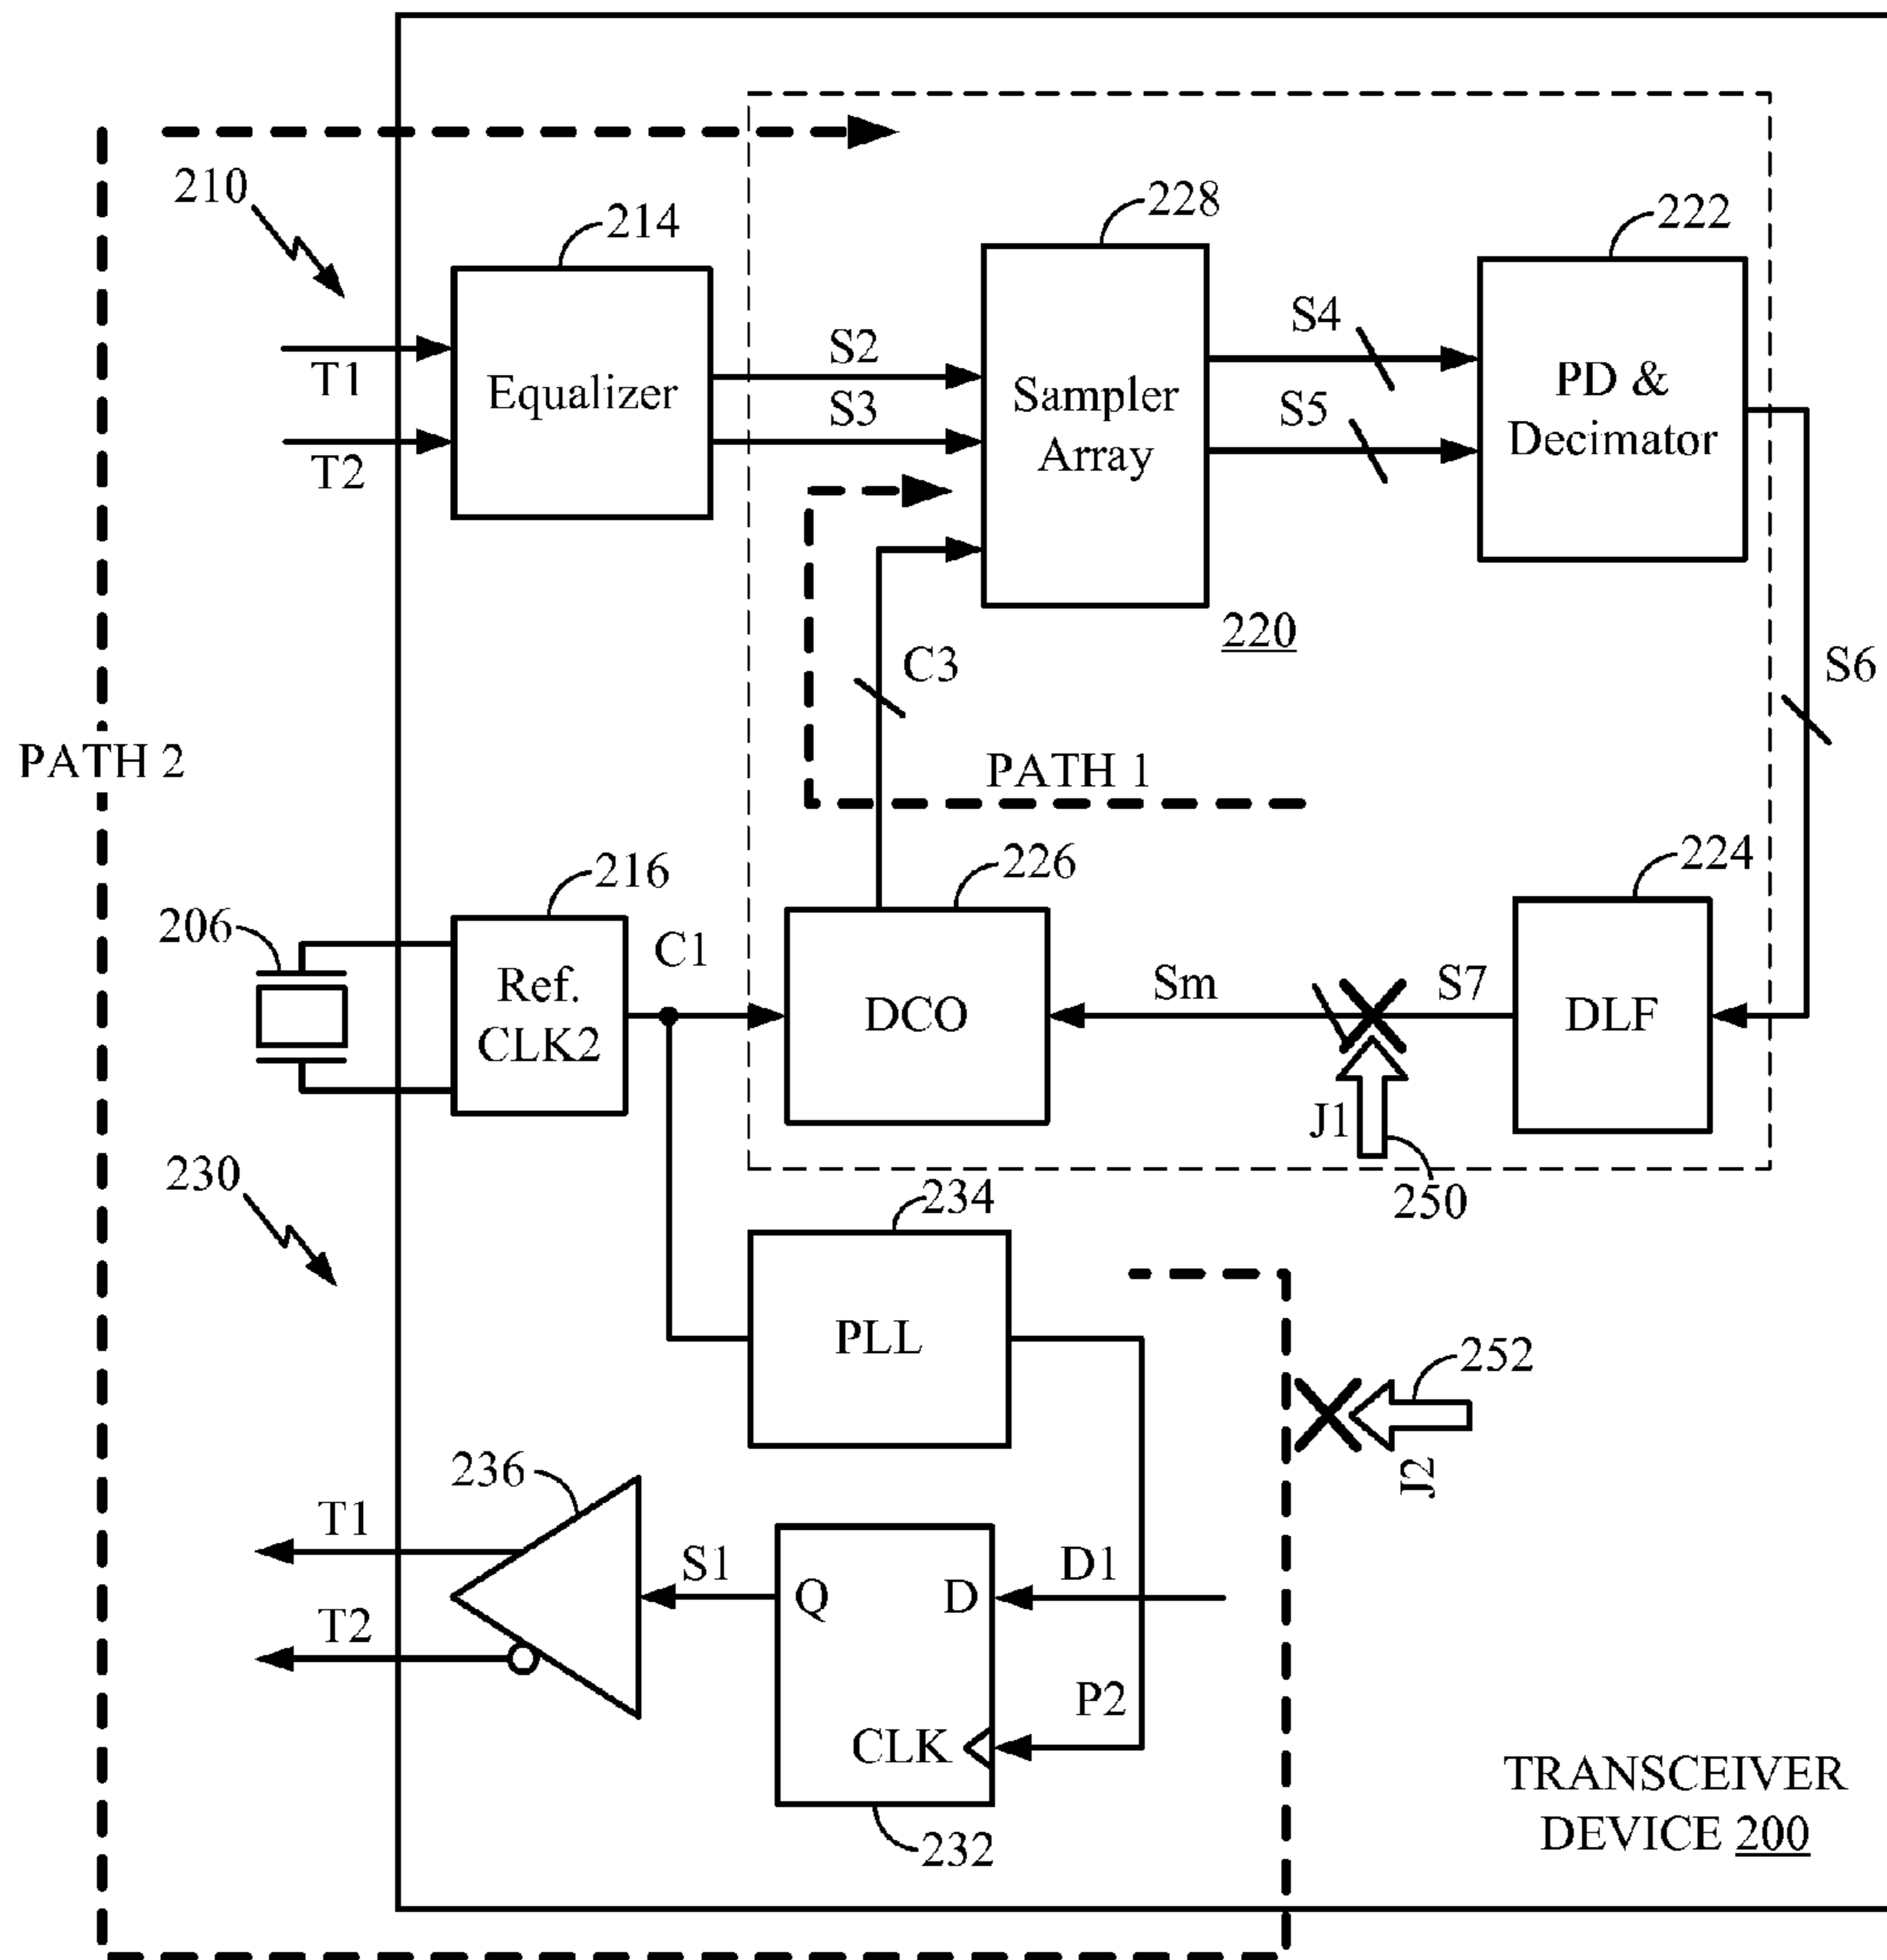 210
214
228
222
T1
T2
Equalizer
S2
S3
Sampler
Array
S4
S5
PD &
Decimator
220
C3
S6
PATH 2
PATH 1
206
216
226
224
Ref.
CLK2
C1
DCO
Sm
S7
DLF
J1
250
230
234
PLL
252
J2
236
T1
T2
S1
Q
D
D1
CLK
P2
232
TRANSCEIVER
DEVICE 200